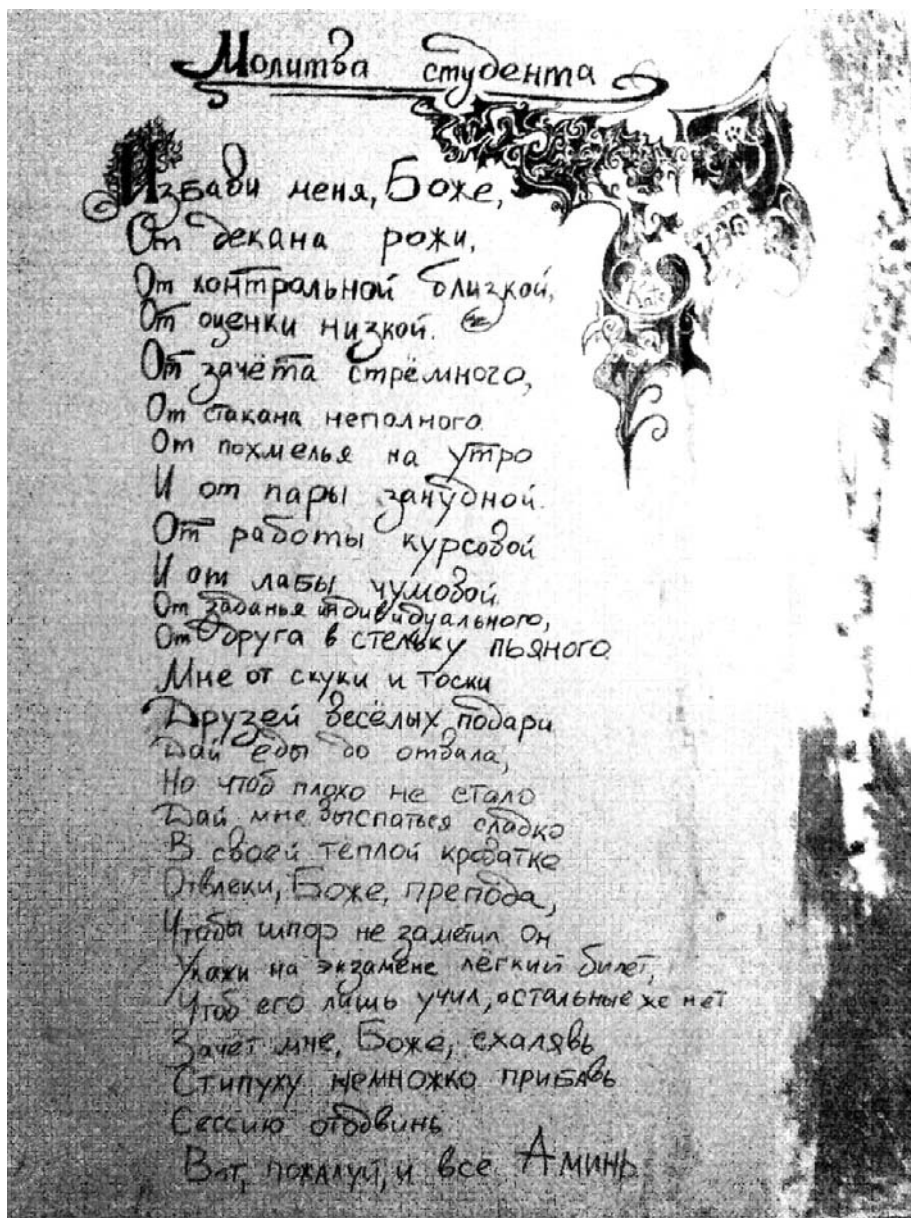 Молитва студента
Избави меня, Боже,
От декана рожи,
От контрольной близкой,
От оценки низкой.
От зачёта стрёмного,
От стакана неполного
От похмелья на утро
И от пары занудной.
От работы курсовой
И от лабы чумовой
От заданья индивидуального,
От друга в стельку пьяного
Мне от скуки и тоски
Друзей весёлых подари
Дай еды до отвала,
Но чтоб плохо не стало
Дай мне выспаться сладко
В своей теплой кроватке
Отвлеки, Боже, препода,
Чтобы шпор не заметил он
Укажи на экзамене легкий билет,
Чтоб его лишь учил, остальные же нет
Зачет мне, Боже, схалявь
Стипуху немножко прибавь
Сессию отодвинь
Вот, пожалуй, и все Аминь